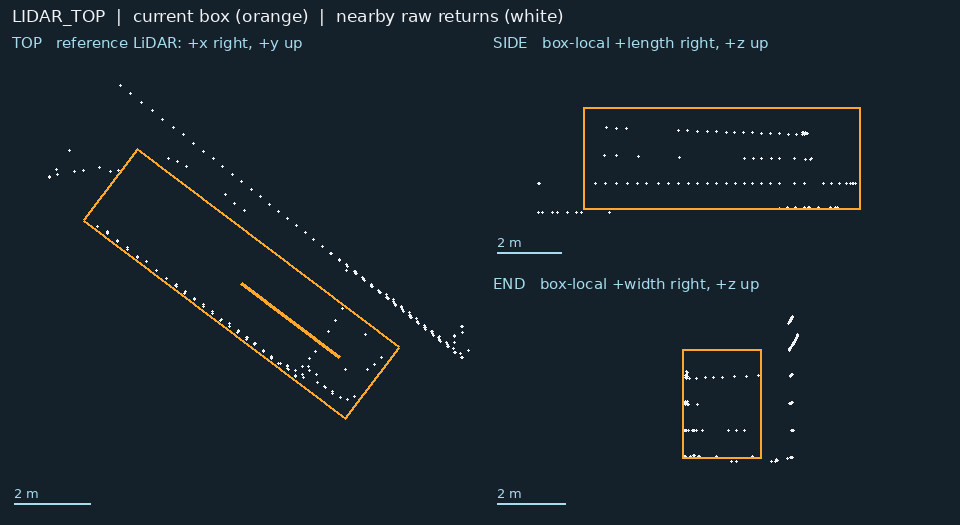 LIDAR_TOP | current box (orange) | nearby raw returns (white)
TOP reference LiDAR: +x right, +y up
SIDE box-local +length right, +z up
2 m
END box-local +width right, +z up
2 m
2 m